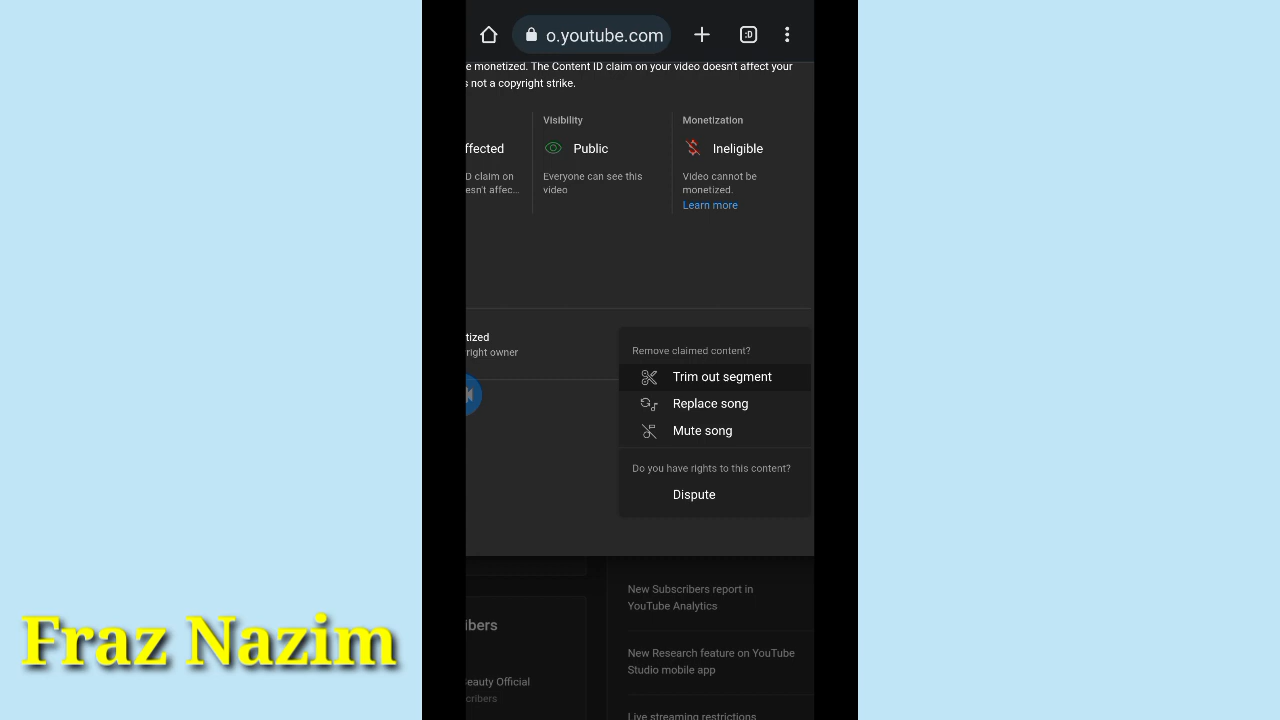 o.youtube.com
:D
e monetized. The Content ID claim on your video doesn't affect your
s not a copyright strike.
ffected
D claim on
esn't affec...
Visibility
Public
Everyone can see this
video
Monetization
Ineligible
Video cannot be
monetized.
Learn more
tized
right owner
Remove claimed content?
Trim out segment
Replace song
Mute song
Do you have rights to this content?
Dispute
New Subscribers report in
YouTube Analytics
ibers
New Research feature on YouTube
Studio mobile app
eauty Official
cribers
Live streaming restrictions
Fraz Nazim